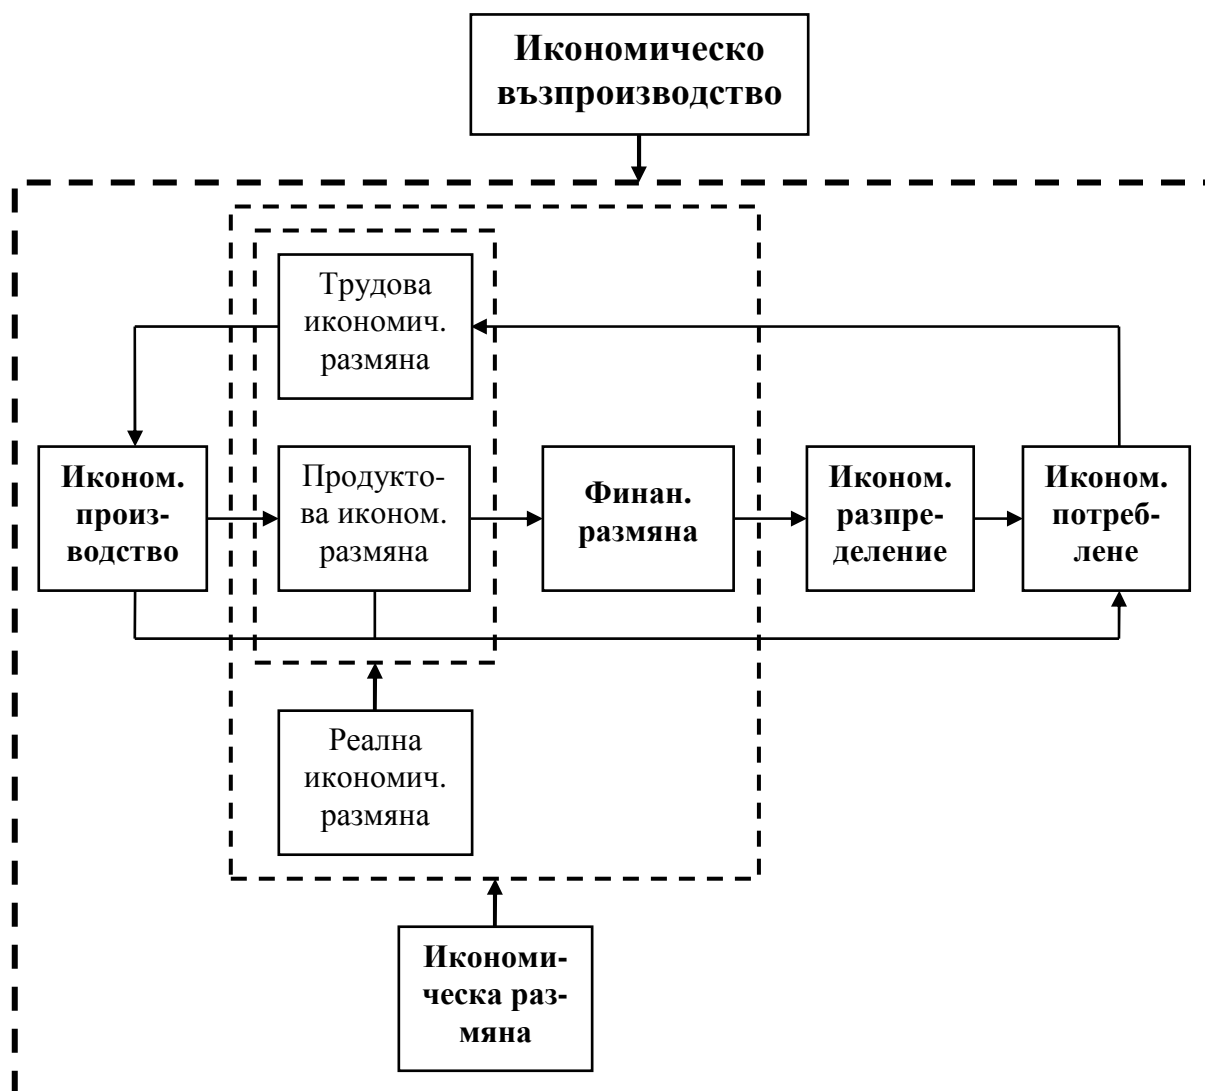 Икономическо
възпроизводство
Трудова
икономич.
размяна
Иконом.
произ-
водство
Продукто-
ва иконом.
размяна
Финан.
размяна
Иконом.
разпре-
деление
Иконом.
потреб-
лене
Реална
икономич.
размяна
Икономи-
ческа раз-
мяна